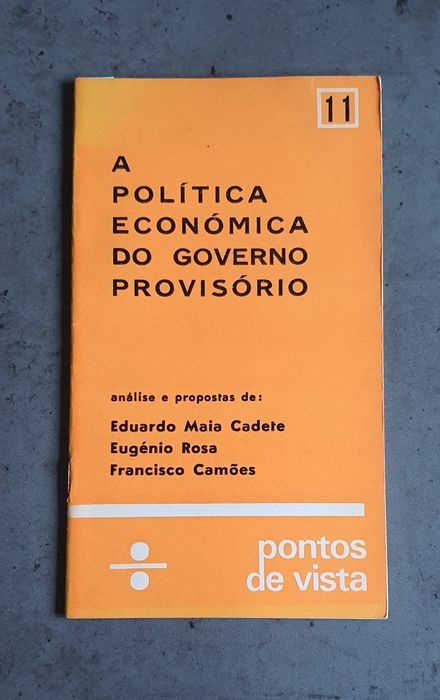 11
A
POLÍTICA
ECONÓMICA
DO GOVERNO
PROVISÓRIO
análise e propostas de:
Eduardo Maia Cadete
Eugénio Rosa
Francisco Camões
pontos
de vista